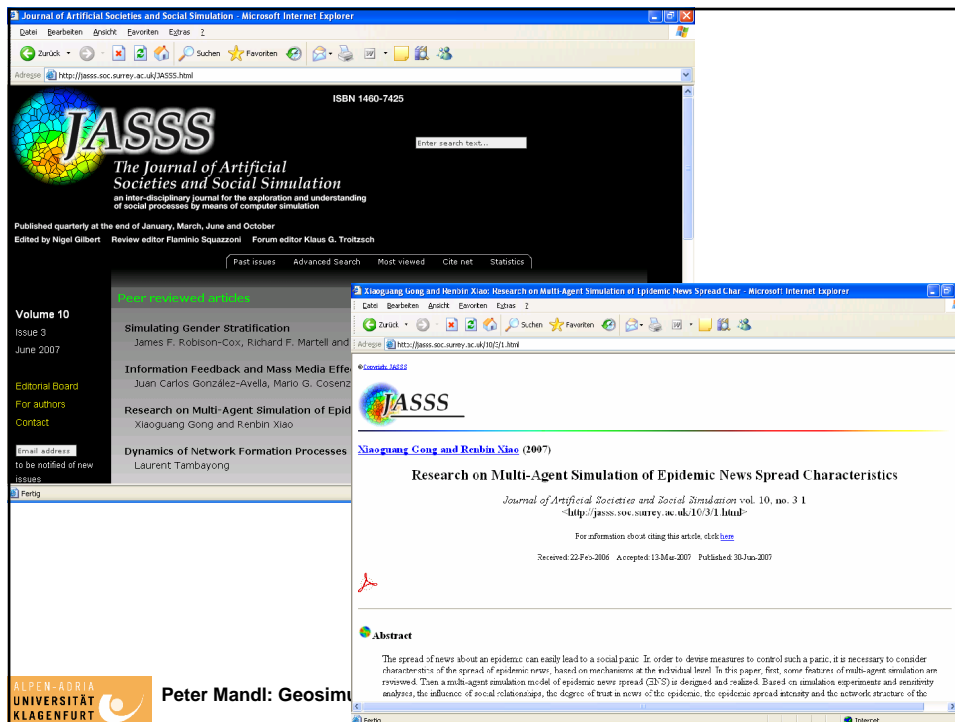 Journal of Artificial Societies and Social Simulation - Microsoft Internet Explorer
Datei Bearbeiten Ansicht Favoriten Extras ?
Zurück Suchen Favoriten
Adresse http://jasss.soc.surrey.ac.uk/JASSS.html
ISBN 1460-7425
JASSS
Enter search text...
The Journal of Artificial
Societies and Social Simulation
an inter-disciplinary journal for the exploration and understanding
of social processes by means of computer simulation
Published quarterly at the end of January, March, June and October
Edited by Nigel Gilbert Review editor Flaminio Squazzoni Forum editor Klaus G. Troitzsch
Past issues Advanced Search Most viewed Cite net Statistics
Peer reviewed articles
Volume 10
Issue 3
June 2007
Editorial Board
For authors
Contact
Email address
to be notified of new
issues
Simulating Gender Stratification
James F. Robison-Cox, Richard F. Martell and
Information Feedback and Mass Media Effe
Juan Carlos González-Avella, Mario G. Cosenz
Research on Multi-Agent Simulation of Epid
Xiaoguang Gong and Renbin Xiao
Dynamics of Network Formation Processes
Laurent Tambayong
Fertig
Xiaoguang Gong and Renbin Xiao: Research on Multi-Agent Simulation of Epidemic News Spread Char - Microsoft Internet Explorer
Datei Bearbeiten Ansicht Favoriten Extras ?
Zurück Suchen Favoriten
Adresse http://jasss.soc.surrey.ac.uk/10/3/1.html
© Copyright JASSS
JASSS
Xiaoguang Gong and Renbin Xiao (2007)
Research on Multi-Agent Simulation of Epidemic News Spread Characteristics
Journal of Artificial Societies and Social Simulation vol. 10, no. 3 1
<http://jasss.soc.surrey.ac.uk/10/3/1.html>
For information about citing this article, click here
Received: 22-Feb-2006 Accepted: 13-Mar-2007 Published: 30-Jun-2007
Abstract
The spread of news about an epidemic can easily lead to a social panic. In order to devise measures to control such a panic, it is necessary to consider
characteristics of the spread of epidemic news, based on mechanisms at the individual level. In this paper, first, some features of multi-agent simulation are
reviewed. Then a multi-agent simulation model of epidemic news spread (ENS) is designed and realized. Based on simulation experiments and sensitivity
analyses, the influence of social relationships, the degree of trust in news of the epidemic, the epidemic spread intensity and the network structure of the
Fertig Internet
ALPEN-ADRIA
UNIVERSITÄT
KLAGENFURT
Peter Mandl: Geosimu